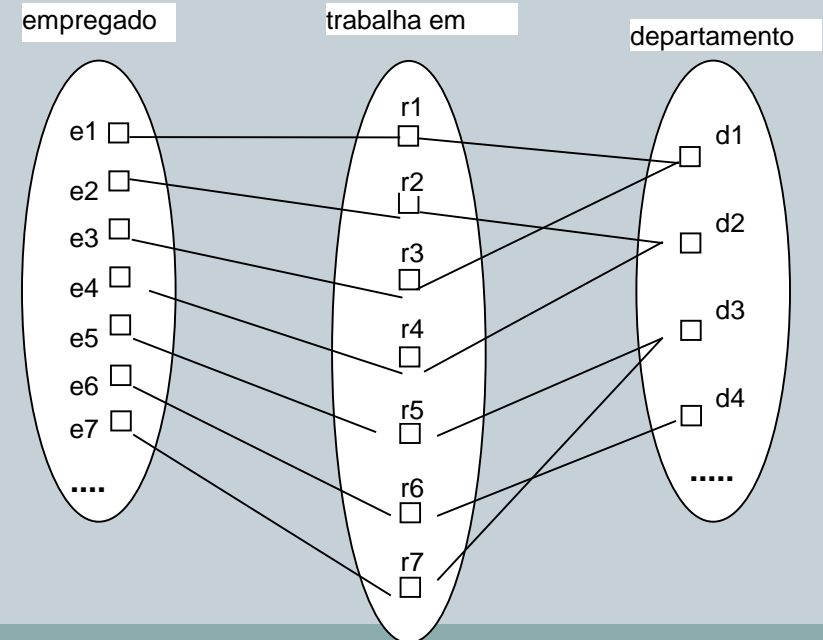 empregado
trabalha em
departamento
e1
e2
e3
e4
e5
e6
e7
....
r1
r2
r3
r4
r5
r6
r7
d1
d2
d3
d4
.....